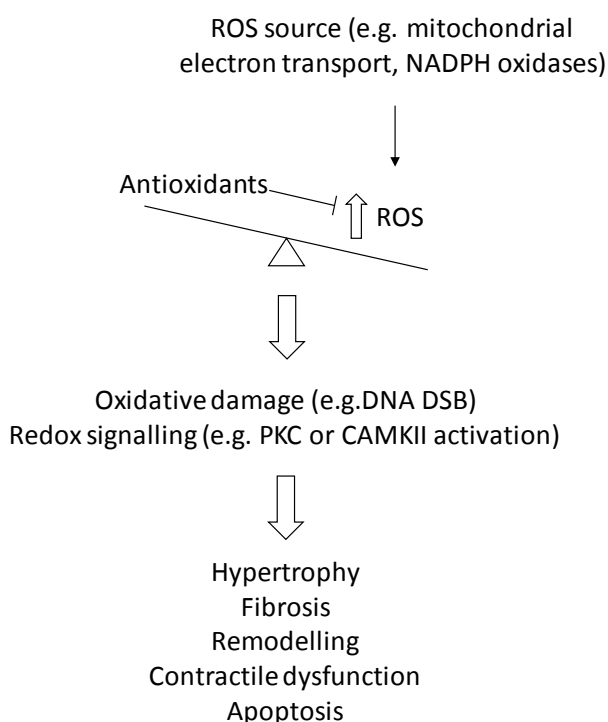 ROS source (e.g. mitochondrial
electron transport, NADPH oxidases)
Antioxidants
ROS
Oxidative damage (e.g.DNA DSB)
Redox signalling (e.g. PKC or CAMKII activation)
Hypertrophy
Fibrosis
Remodelling
Contractile dysfunction
Apoptosis